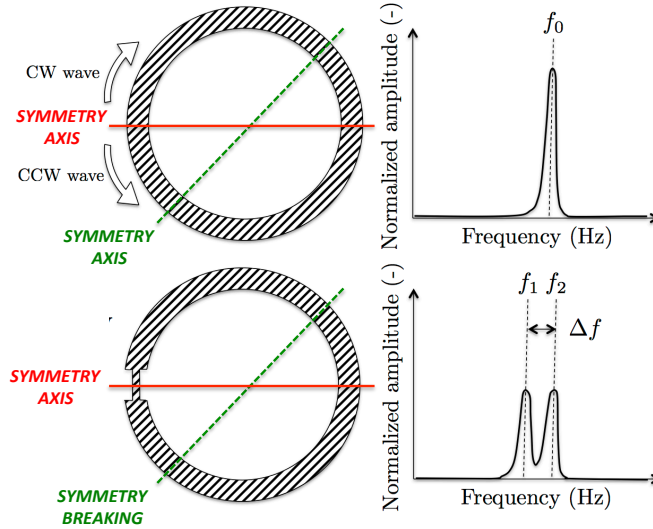 CW wave
SYMMETRY
AXIS
CCW wave
SYMMETRY
AXIS
Normalized amplitude (-)
f₀
Frequency (Hz)
SYMMETRY
AXIS
SYMMETRY
BREAKING
Normalized amplitude (-)
f₁ f₂
Δf
Frequency (Hz)